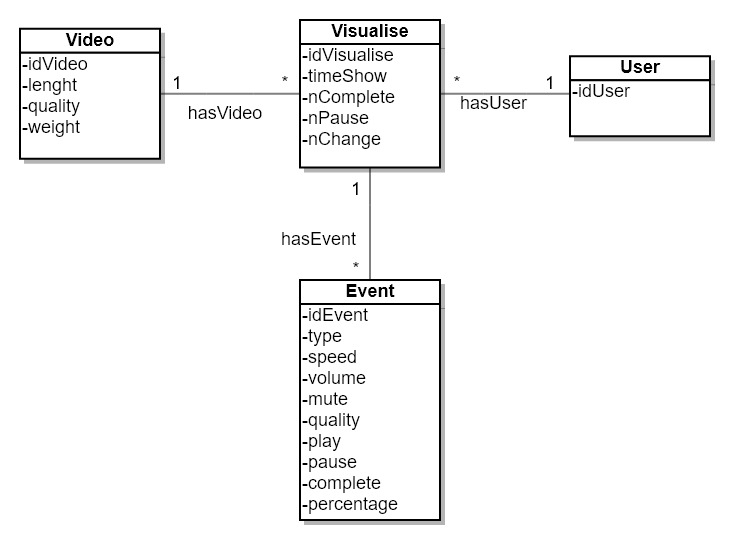 Video
-idVideo
-lenght
-quality
-weight
1
*
hasVideo
Visualise
-idVisualise
-timeShow
-nComplete
-nPause
-nChange
*
1
hasUser
User
-idUser
1
hasEvent
*
Event
-idEvent
-type
-speed
-volume
-mute
-quality
-play
-pause
-complete
-percentage